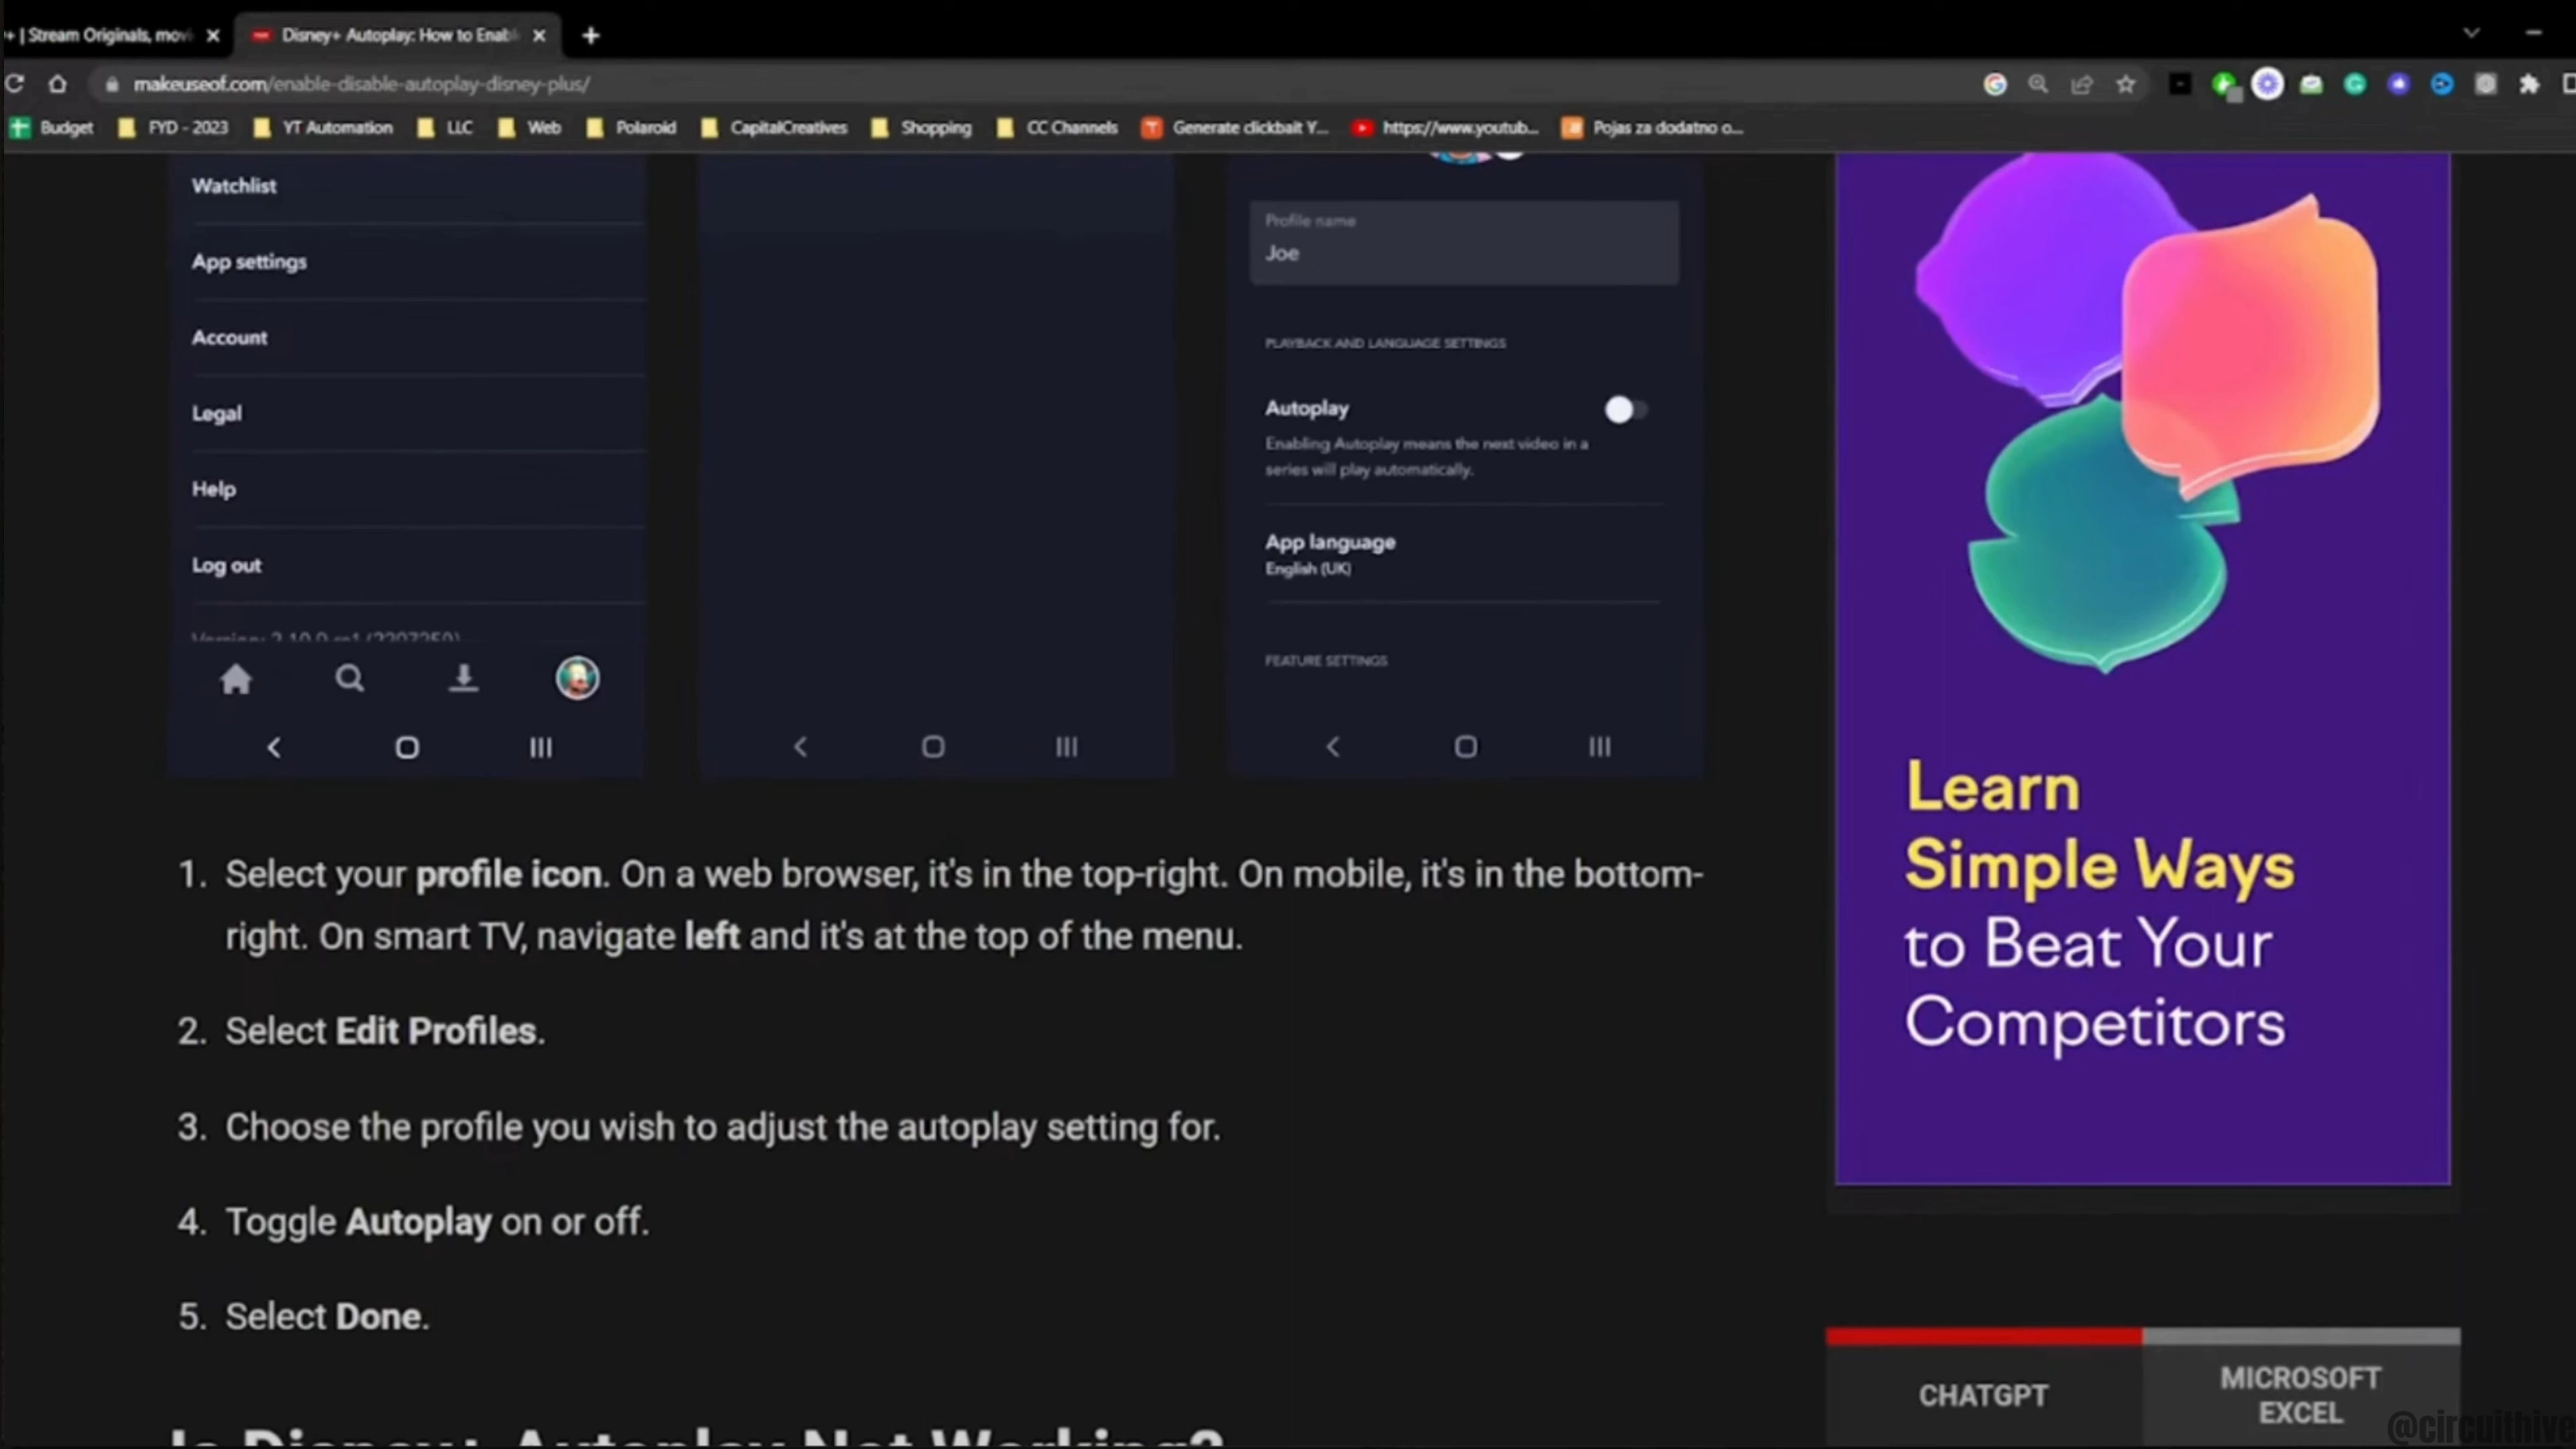 + | Stream Originals, movi
Disney+ Autoplay: How to Enabl
makeuseof.com/enable-disable-autoplay-disney-plus/
Budget
FYD - 2023
YT Automation
LLC
Web
Polaroid
CapitalCreatives
Shopping
CC Channels
Generate clickbait Y...
https://www.youtub...
Pojas za dodatno o...
Watchlist
App settings
Account
Legal
Help
Log out
Profile name
Joe
PLAYBACK AND LANGUAGE SETTINGS
Autoplay
Enabling Autoplay means the next video in a
series will play automatically.
App language
English (UK)
FEATURE SETTINGS
Learn
Simple Ways
to Beat Your
Competitors
1. Select your profile icon. On a web browser, it's in the top-right. On mobile, it's in the bottom-
right. On smart TV, navigate left and it's at the top of the menu.
2. Select Edit Profiles.
3. Choose the profile you wish to adjust the autoplay setting for.
4. Toggle Autoplay on or off.
5. Select Done.
Is Disney+ Autoplay Not Working?
CHATGPT
MICROSOFT
EXCEL
@circuithive